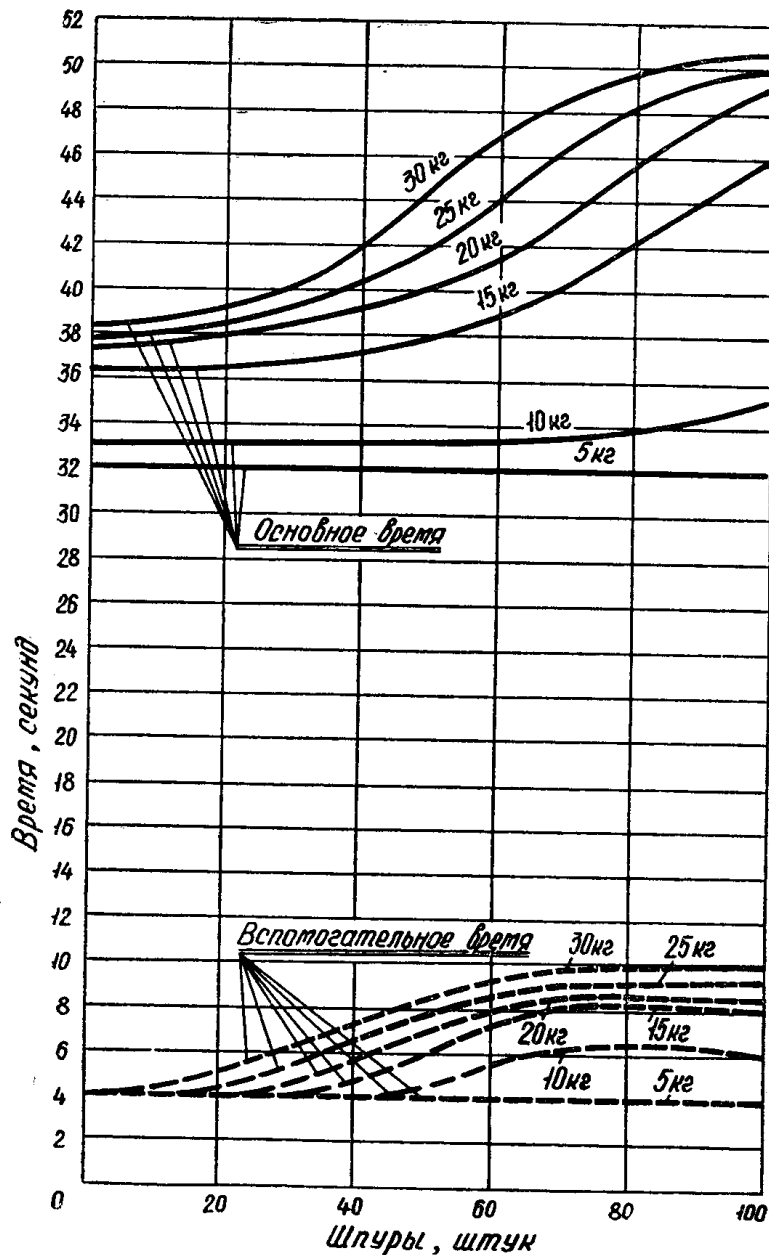 52
50
48
46
44
42
40
38
36
34
32
30
28
26
24
22
20
18
16
14
12
10
8
6
4
2
0
Время, секунд
30 кг
25 кг
20 кг
15 кг
10 кг
5 кг
Основное время
Вспомогательное время
30 кг
25 кг
20 кг
15 кг
10 кг
5 кг
20
40
60
80
100
Шпуры, штук